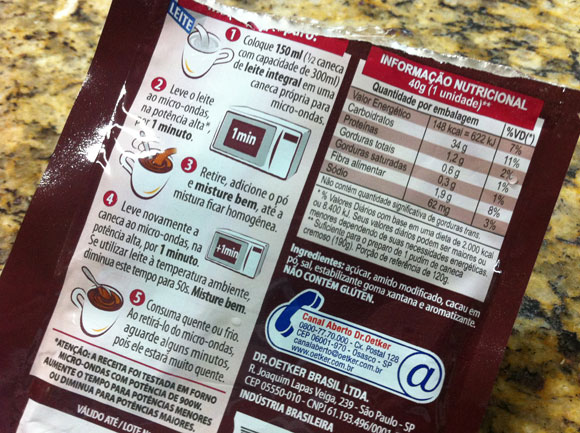 LEITE
1 Coloque 150ml (1/2 caneca
com capacidade de 300ml)
de leite integral em uma
caneca própria para
micro-ondas.
2 Leve o leite
ao micro-ondas,
na potência alta*,
por 1 minuto.
1min
3 Retire, adicione o pó
e misture bem, até a
mistura ficar homogênea.
4 Leve novamente a
caneca ao micro-ondas, na
potência alta, por 1 minuto.
Se utilizar leite à temperatura ambiente,
diminua este tempo para 50s. Misture bem.
+1min
5 Consuma quente ou frio.
Ao retirá-lo do micro-ondas,
aguarde alguns minutos,
pois ele estará muito quente.
*ATENÇÃO: A RECEITA FOI TESTADA EM FORNO
MICRO-ONDAS COM POTÊNCIA DE 900W.
AUMENTE O TEMPO PARA POTÊNCIAS MENORES
OU DIMINUA PARA POTÊNCIAS MAIORES.
VÁLIDO ATÉ / LOTE
INFORMAÇÃO NUTRICIONAL
40g (1 unidade)**
Quantidade por embalagem %VD(*)
Valor Energético 148 kcal = 622 kJ 7%
Carboidratos 34 g 11%
Proteínas 1,2 g 2%
Gorduras totais 0,6 g 1%
Gorduras saturadas 0,3 g 1%
Fibra alimentar 1,9 g 8%
Sódio 62 mg 3%
Não contém quantidade significativa de gorduras trans
* % Valores Diários com base em uma dieta de 2.000 kcal
ou 8.400 kJ. Seus valores diários podem ser maiores ou
menores dependendo de suas necessidades energéticas.
Suficiente para o preparo de 1 pudim de caneca
cremoso (190g). Porção de referência de 120g.
Ingredientes: açúcar, amido modificado, cacau em
pó, sal, estabilizante goma xantana e aromatizante.
NÃO CONTÉM GLÚTEN.
Canal Aberto Dr.Oetker
0800-77.70.000 - Cx. Postal 128
CEP 06001-970 - Osasco - SP
canalaberto@oetker.com.br
www.oetker.com.br
@
DR.OETKER BRASIL LTDA.
R. Joaquim Lapas Veiga, 239 - São Paulo - SP
CEP 05550-010 - CNPJ 61.193.496/0001
INDÚSTRIA BRASILEIRA